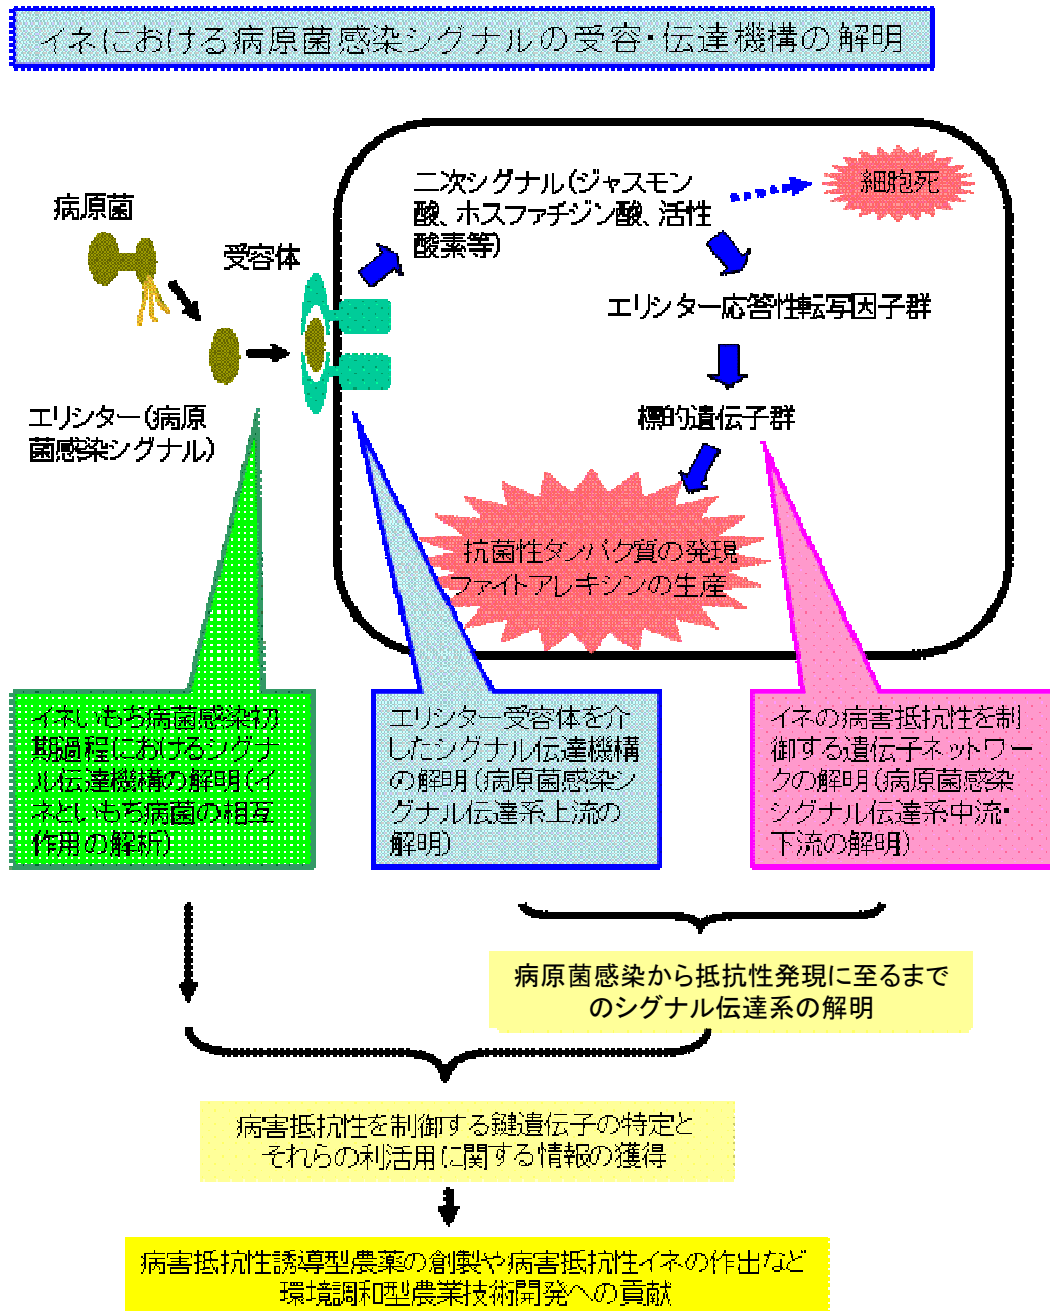 イネにおける病原菌感染シグナルの受容・伝達機構の解明
病原菌
受容体
二次シグナル(ジャスモン
酸、ホスファチジン酸、活性
酸素等)
細胞死
エリシター応答性転写因子群
エリシター(病原
菌感染シグナル)
標的遺伝子群
抗菌性タンパク質の発現
ファイトアレキシンの生産
イネいもち病菌感染初
期過程におけるシグナ
ル伝達機構の解明(イ
ネといもち病菌の相互
作用の解析)
エリシター受容体を介
したシグナル伝達機構
の解明(病原菌感染シ
グナル伝達系上流の
解明)
イネの病害抵抗性を制
御する遺伝子ネットワー
クの解明(病原菌感染
シグナル伝達系中流・
下流の解明)
病原菌感染から抵抗性発現に至るまで
のシグナル伝達系の解明
病害抵抗性を制御する鍵遺伝子の特定と
それらの利活用に関する情報の獲得
病害抵抗性誘導型農薬の創製や病害抵抗性イネの作出など
環境調和型農業技術開発への貢献